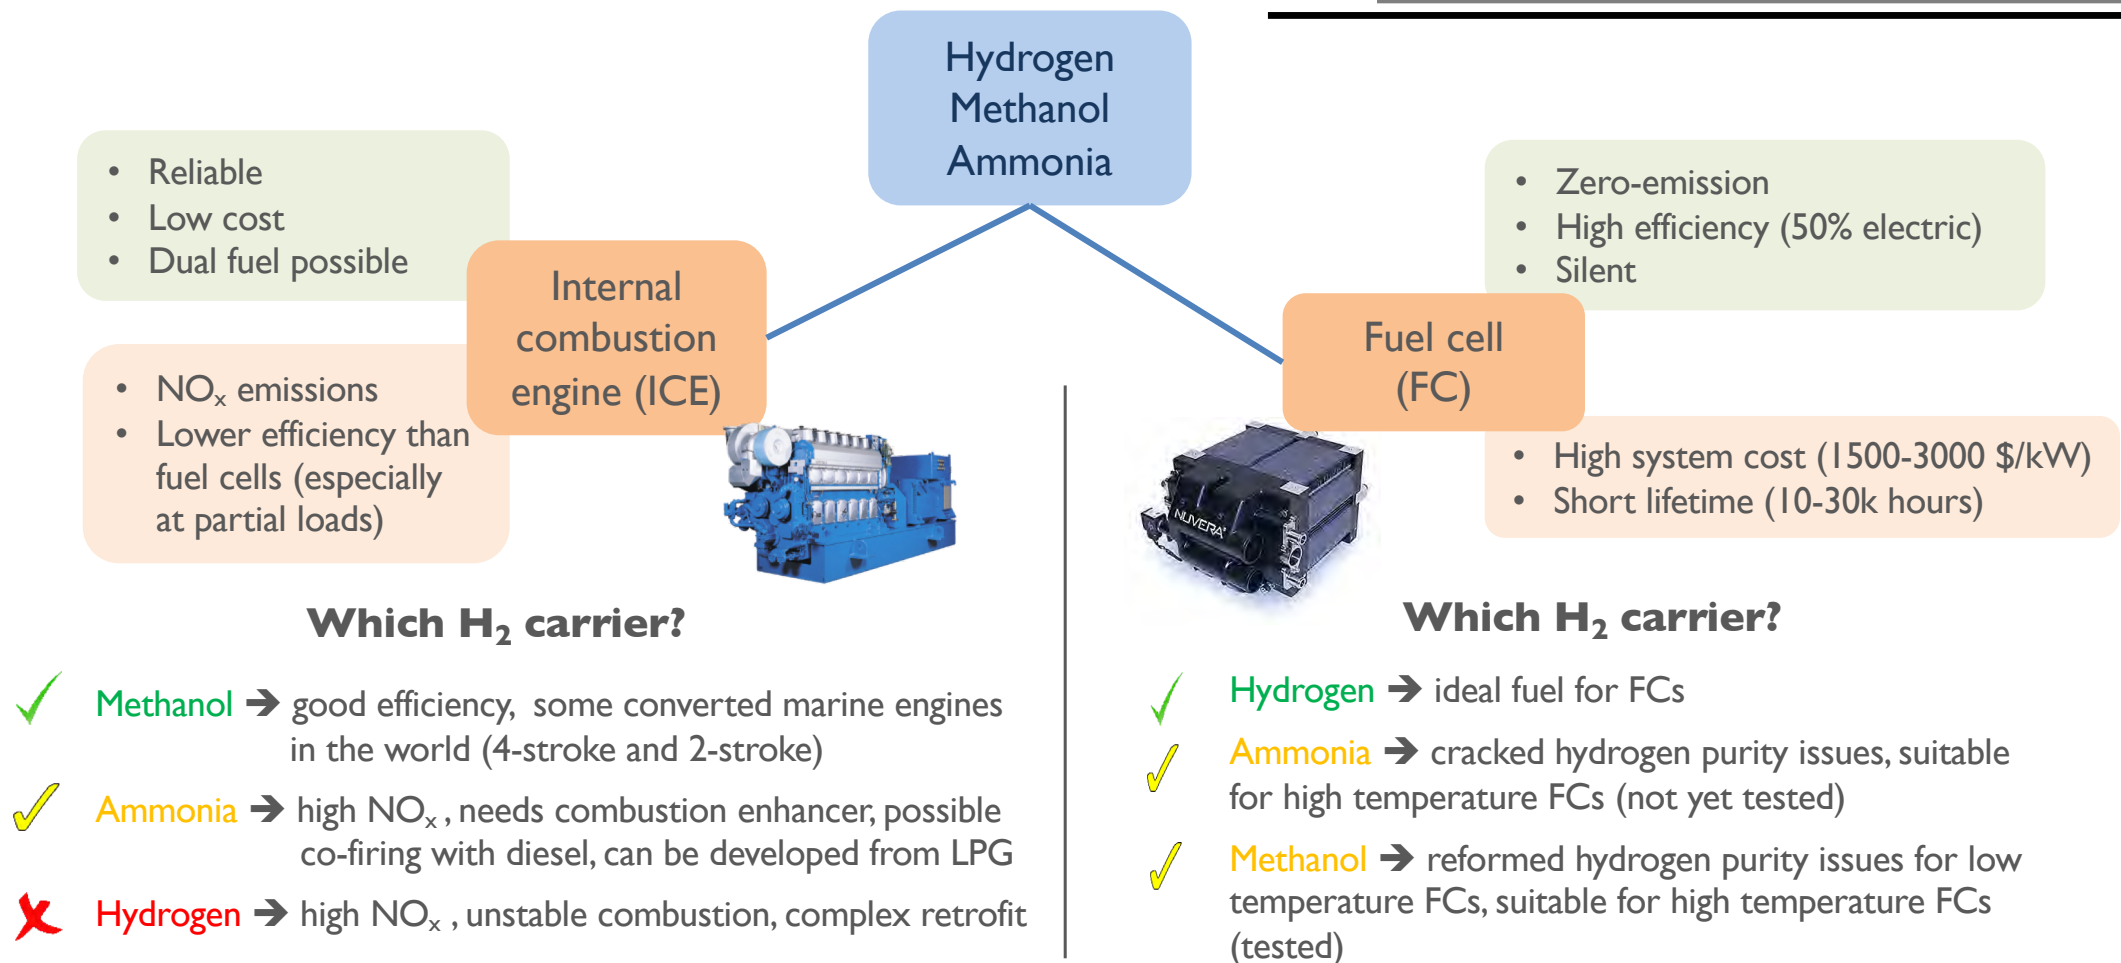 Hydrogen
Methanol
Ammonia
• Reliable
• Low cost
• Dual fuel possible
Internal
combustion
engine (ICE)
• NOₓ emissions
• Lower efficiency than
fuel cells (especially
at partial loads)
• Zero-emission
• High efficiency (50% electric)
• Silent
Fuel cell
(FC)
• High system cost (1500-3000 $/kW)
• Short lifetime (10-30k hours)
NUVERA
Which H₂ carrier?
✓ Methanol ➔ good efficiency, some converted marine engines
in the world (4-stroke and 2-stroke)
✓ Ammonia ➔ high NOₓ , needs combustion enhancer, possible
co-firing with diesel, can be developed from LPG
✗ Hydrogen ➔ high NOₓ , unstable combustion, complex retrofit
Which H₂ carrier?
✓ Hydrogen ➔ ideal fuel for FCs
✓ Ammonia ➔ cracked hydrogen purity issues, suitable
for high temperature FCs (not yet tested)
✓ Methanol ➔ reformed hydrogen purity issues for low
temperature FCs, suitable for high temperature FCs
(tested)